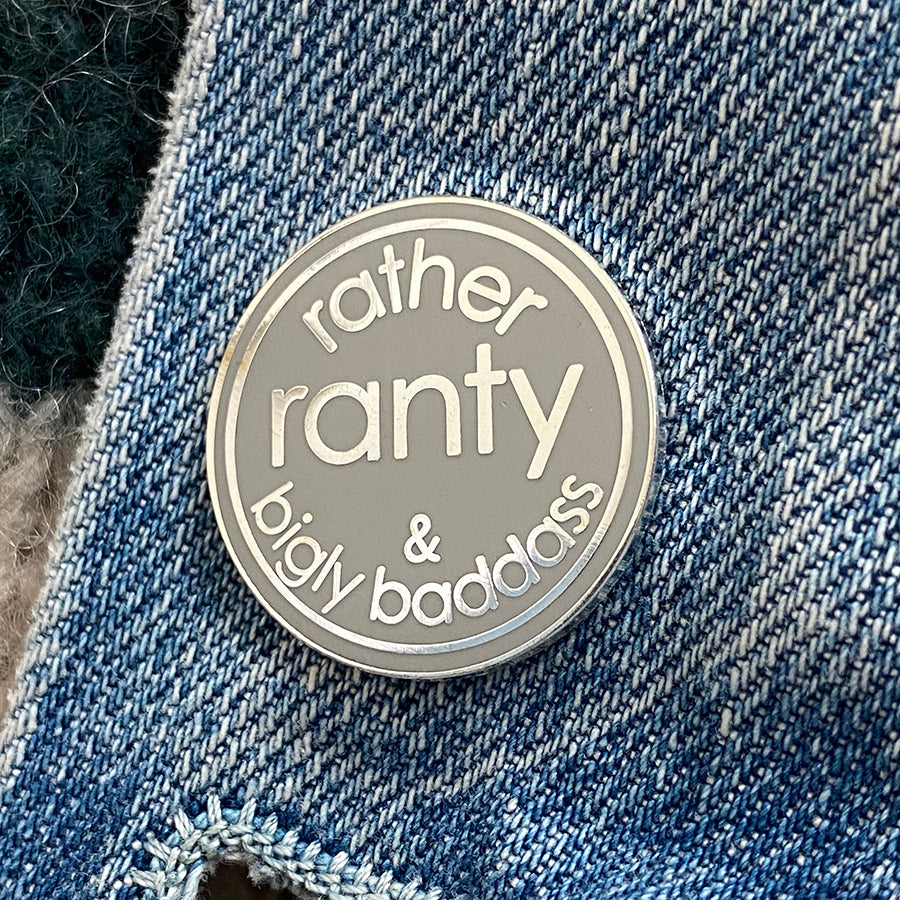 rather
ranty
&
bigly baddass